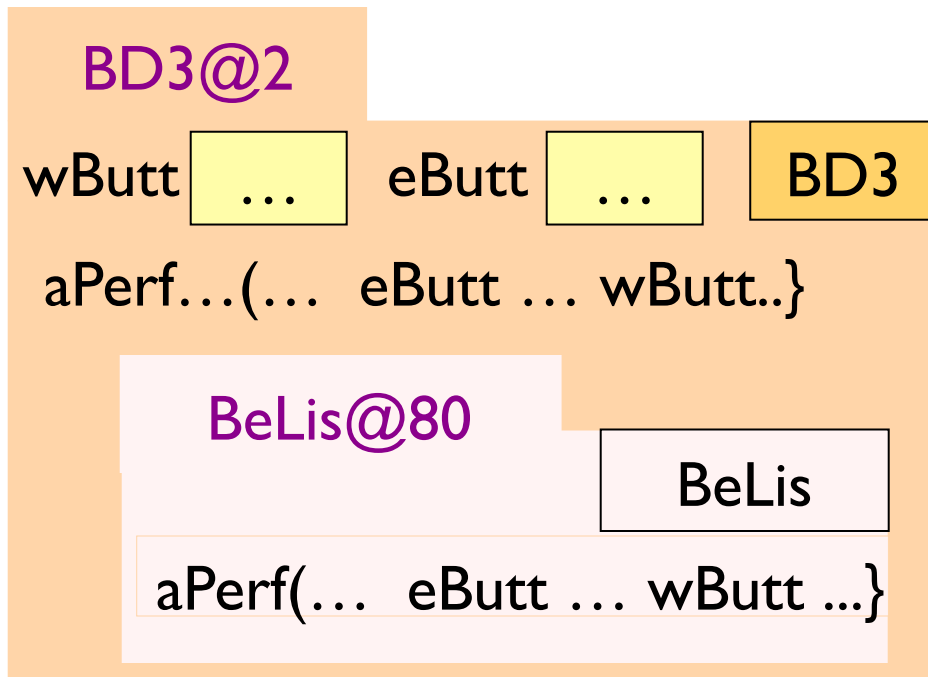 BD3@2
wButt … eButt … BD3
aPerf…(… eButt … wButt..}
BeLis@80
BeLis
aPerf(… eButt … wButt ...}